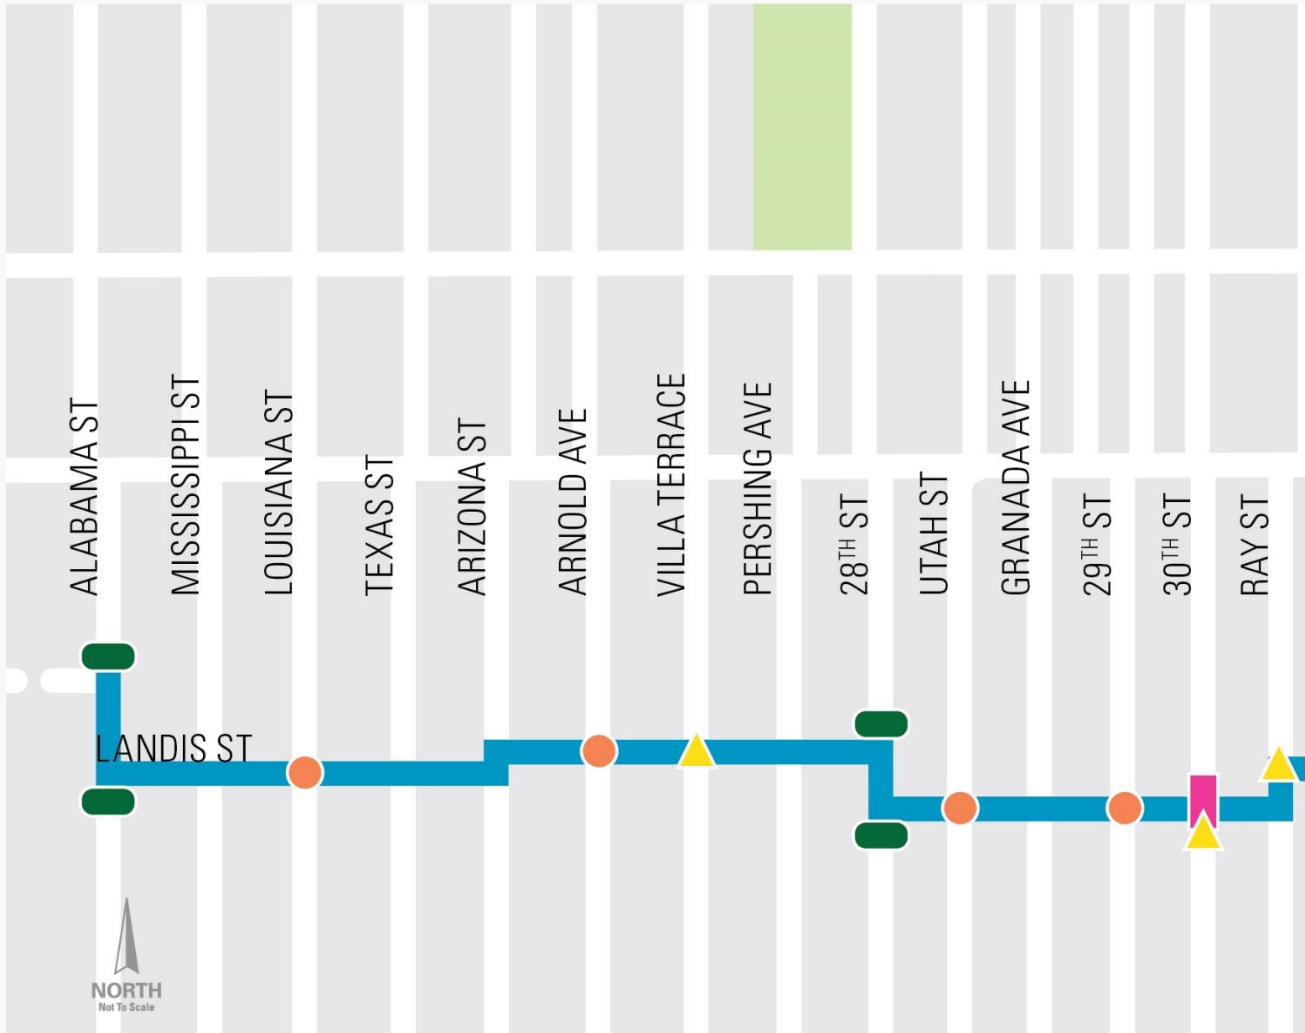 ALABAMA ST
MISSISSIPPI ST
LOUISIANA ST
TEXAS ST
ARIZONA ST
ARNOLD AVE
VILLA TERRACE
PERSHING AVE
28TH ST
UTAH ST
GRANADA AVE
29TH ST
30TH ST
RAY ST
LANDIS ST
NORTH
Not To Scale